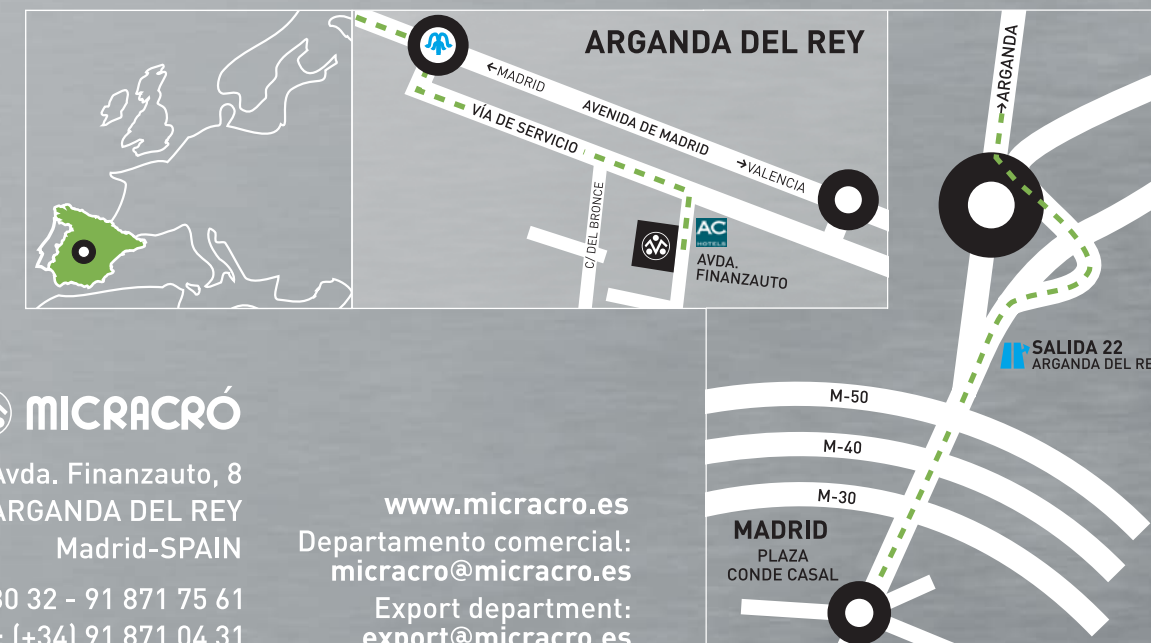 ARGANDA DEL REY
←MADRID
AVENIDA DE MADRID
→VALENCIA
VÍA DE SERVICIO
C/ DEL BRONCE
AC
HOTELS
AVDA.
FINANZAUTO
→ARGANDA
SALIDA 22
ARGANDA DEL RE
M-50
M-40
M-30
MADRID
PLAZA
CONDE CASAL
MICRACRÓ
Avda. Finanzauto, 8
ARGANDA DEL REY
Madrid-SPAIN
30 32 - 91 871 75 61
: (+34) 91 871 04 31
www.micracro.es
Departamento comercial:
micracro@micracro.es
Export department:
export@micracro.es